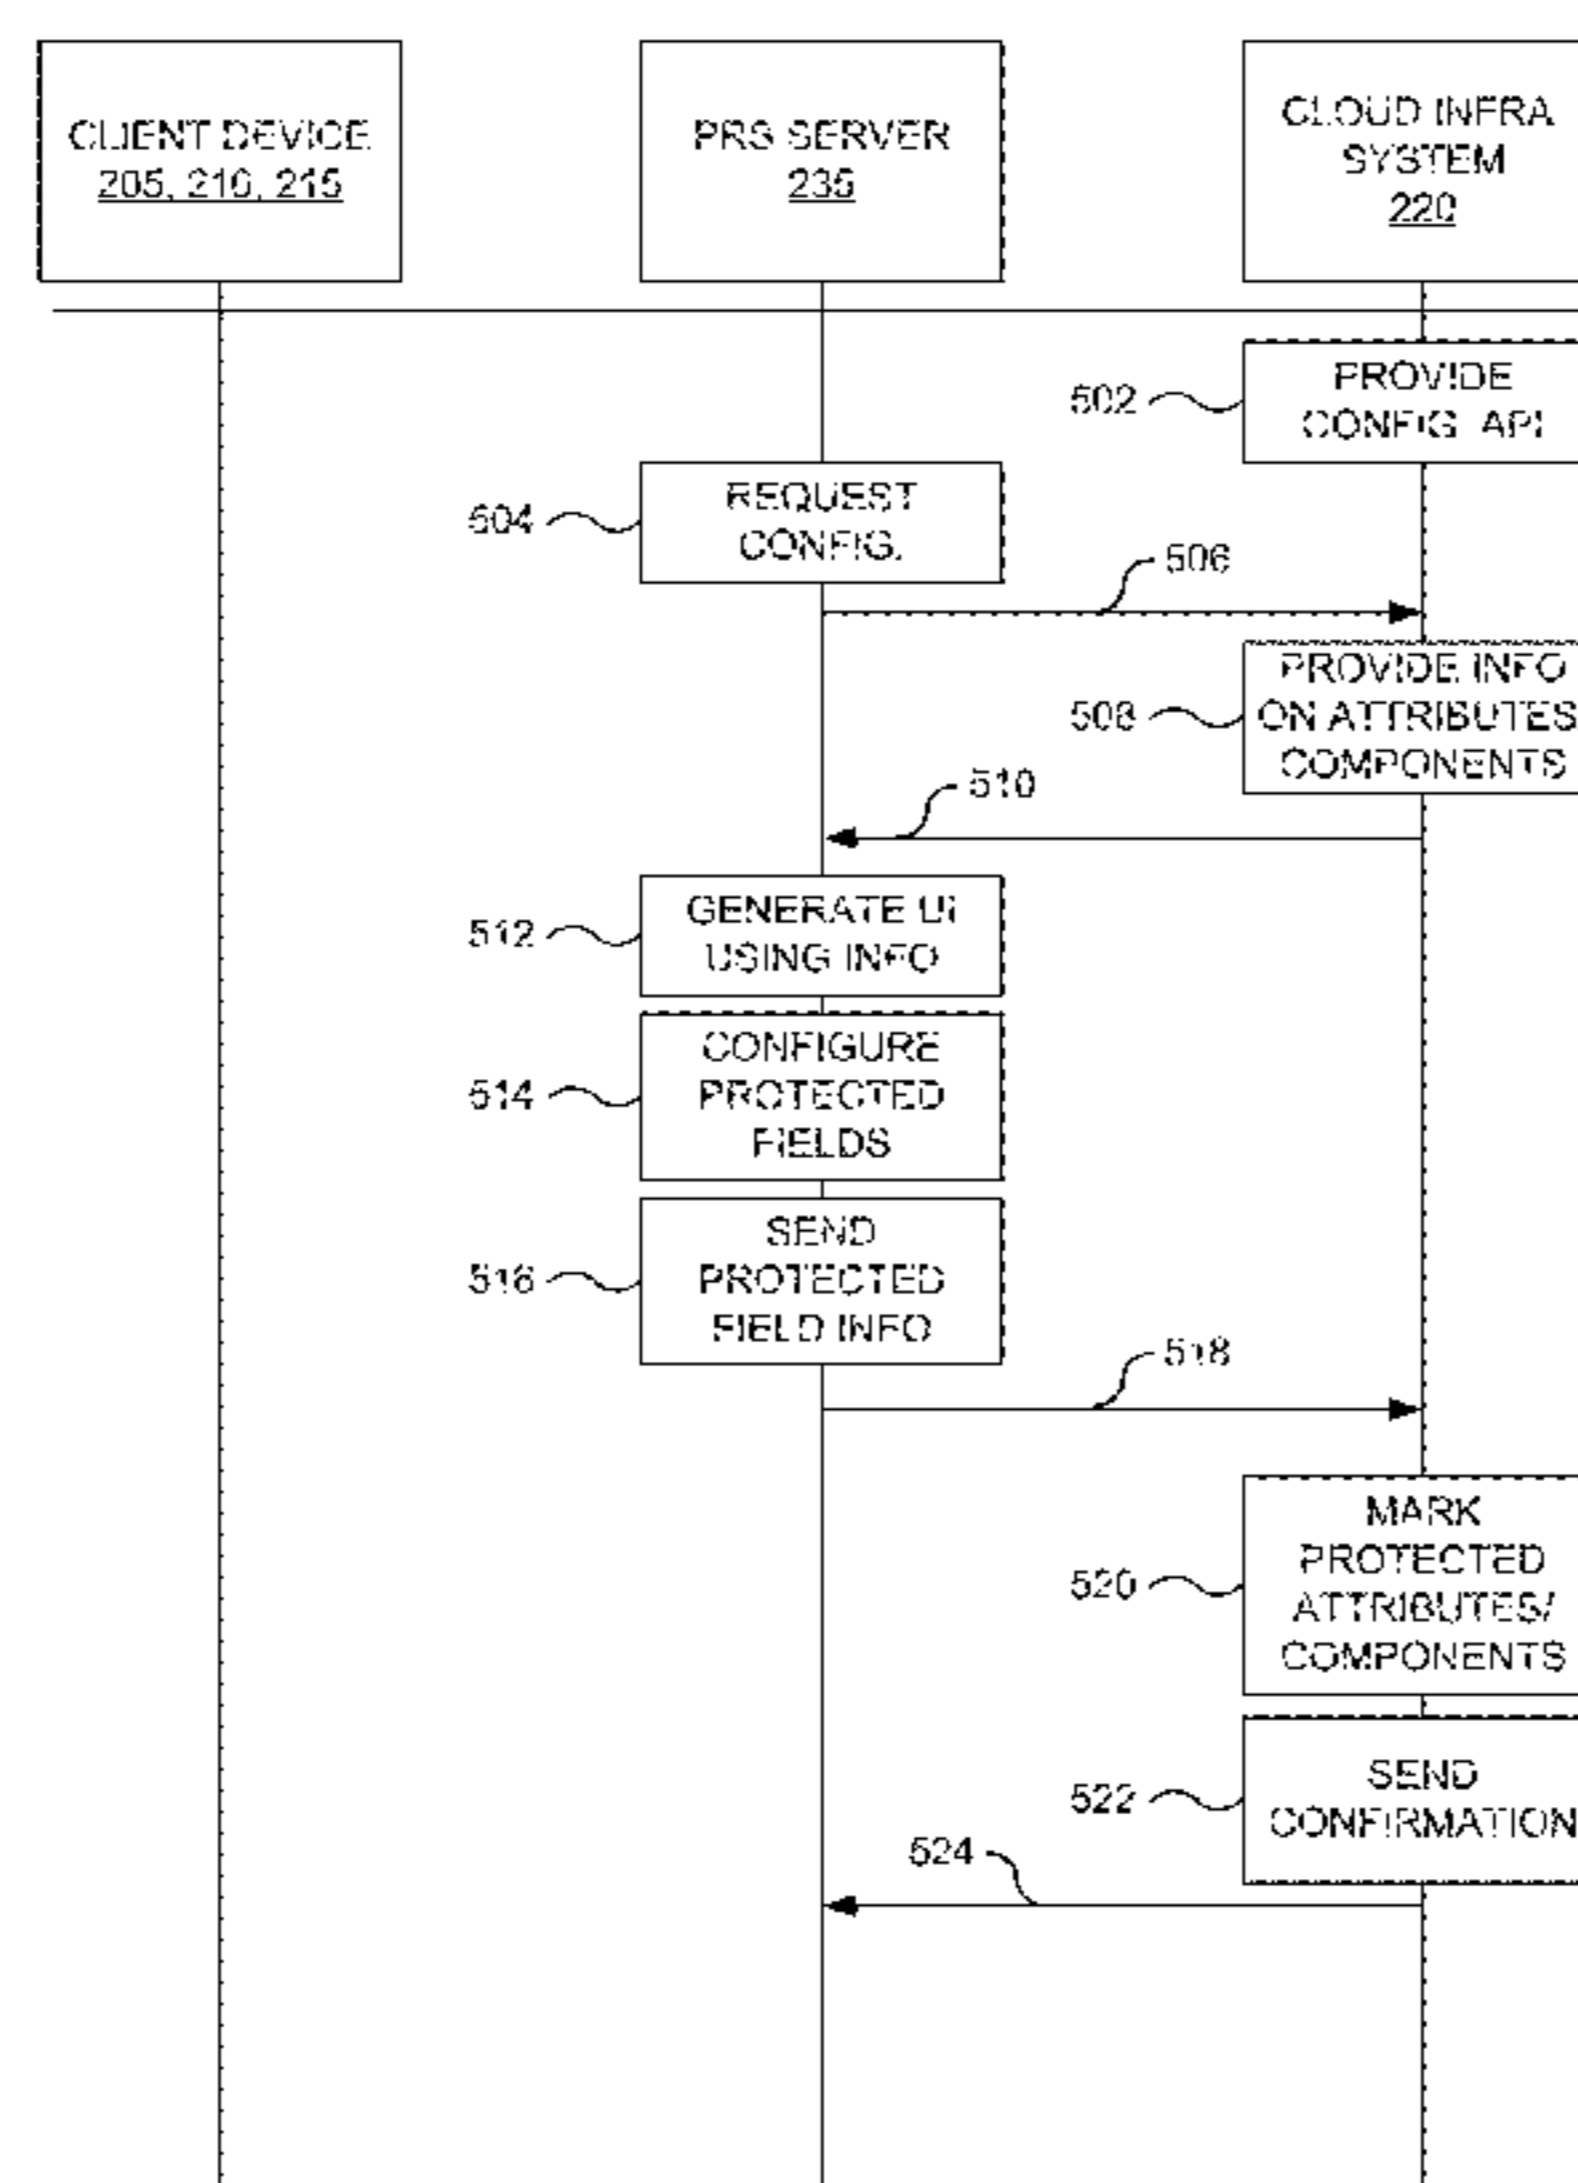 CLIENT DEVICE
205, 210, 215
PRS SERVER
235
CLOUD INFRA
SYSTEM
220
502
PROVIDE
CONFIG. API
504
REQUEST
CONFIG.
506
508
PROVIDE INFO
ON ATTRIBUTES/
COMPONENTS
510
512
GENERATE UI
USING INFO
514
CONFIGURE
PROTECTED
FIELDS
516
SEND
PROTECTED
FIELD INFO
518
520
MARK
PROTECTED
ATTRIBUTES/
COMPONENTS
522
SEND
CONFIRMATION
524